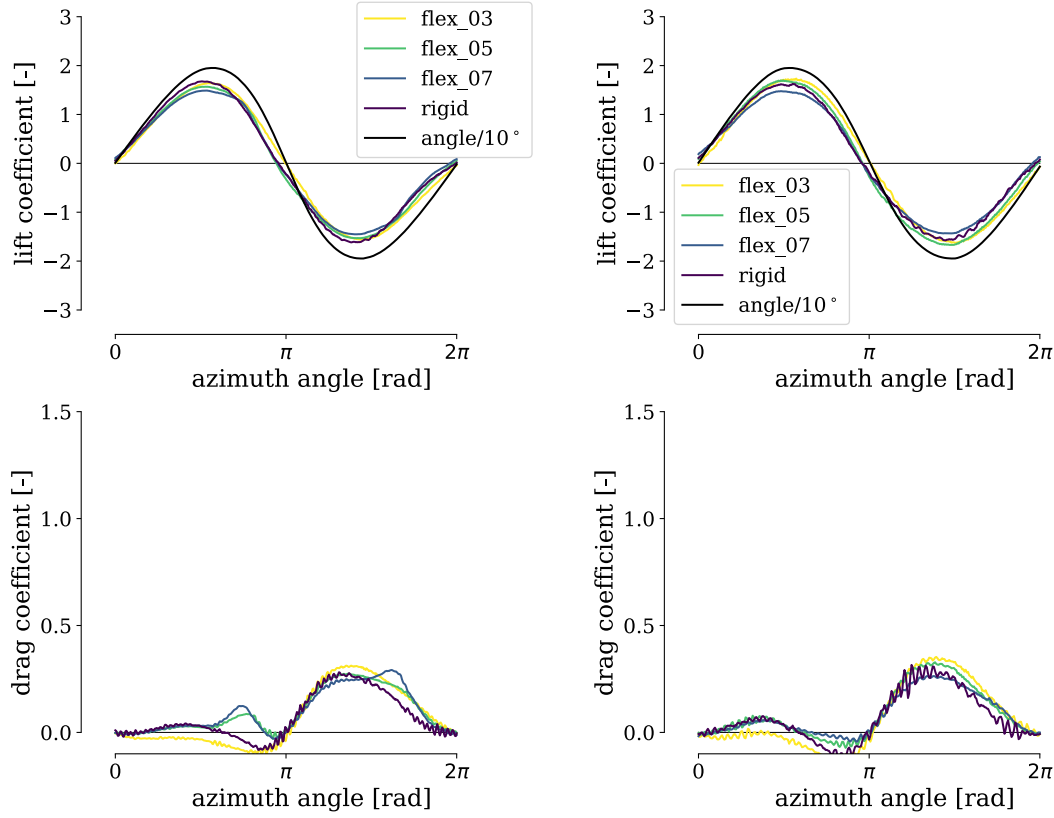 3
2
1
0
−1
−2
−3
lift coefficient [-]
flex_03
flex_05
flex_07
rigid
angle/10°
0
π
2π
azimuth angle [rad]
3
2
1
0
−1
−2
−3
lift coefficient [-]
flex_03
flex_05
flex_07
rigid
angle/10°
0
π
2π
azimuth angle [rad]
1.5
1.0
0.5
0.0
drag coefficient [-]
0
π
2π
azimuth angle [rad]
1.5
1.0
0.5
0.0
drag coefficient [-]
0
π
2π
azimuth angle [rad]